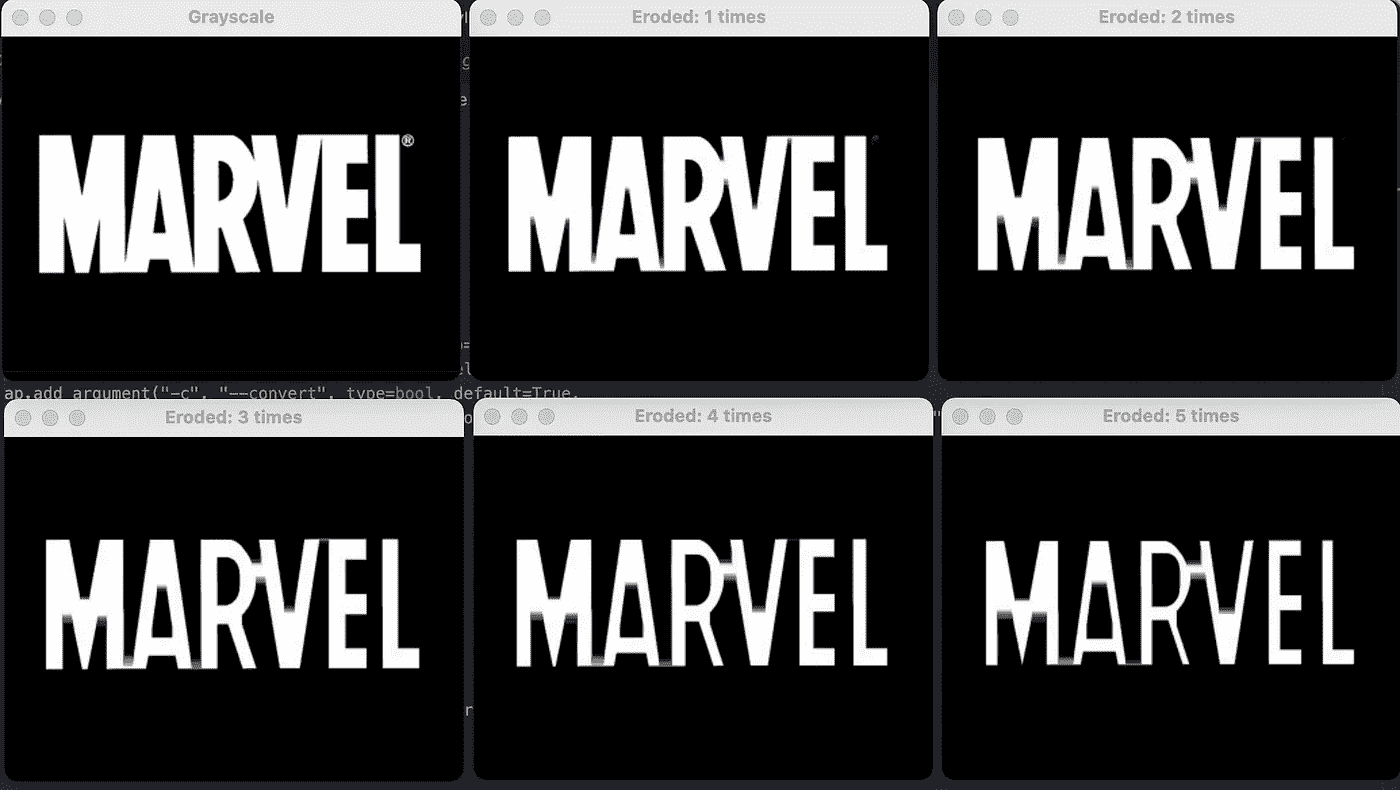 Grayscale
MARVEL®
Eroded: 1 times
MARVEL
Eroded: 2 times
MARVEL
ap.add_argument("-c", "--convert", type=bool, default=True,
Eroded: 3 times
MARVEL
Eroded: 4 times
MARVEL
Eroded: 5 times
MARVEL